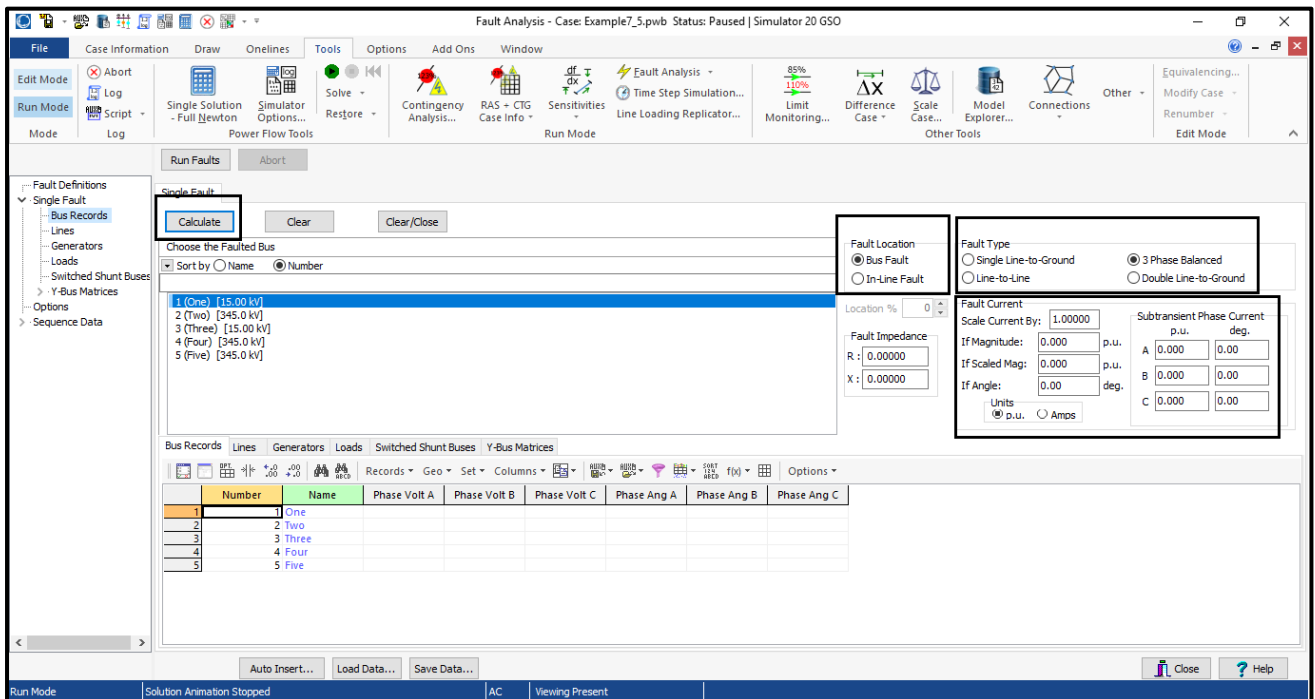 Fault Analysis - Case: Example7_5.pwb Status: Paused | Simulator 20 GSO
File Case Information Draw Onelines Tools Options Add Ons Window
Edit Mode
Run Mode
Mode
Abort
Log
Script
Log
Single Solution - Full Newton
Simulator Options...
Solve
Restore
Power Flow Tools
Contingency Analysis...
RAS + CTG Case Info
Sensitivities
Fault Analysis
Time Step Simulation...
Line Loading Replicator...
Run Mode
85%
110%
Limit Monitoring...
Difference Case
Scale Case...
Model Explorer...
Connections
Other
Other Tools
Equivalencing...
Modify Case
Renumber
Edit Mode
Run Faults Abort
Fault Definitions
Single Fault
Bus Records
Lines
Generators
Loads
Switched Shunt Buses
Y-Bus Matrices
Options
Sequence Data
Single Fault
Calculate Clear Clear/Close
Choose the Faulted Bus
Sort by Name Number
1 (One) [15.00 kV]
2 (Two) [345.0 kV]
3 (Three) [15.00 kV]
4 (Four) [345.0 kV]
5 (Five) [345.0 kV]
Fault Location
Bus Fault
In-Line Fault
Location % 0
Fault Impedance
R : 0.00000
X : 0.00000
Fault Type
Single Line-to-Ground 3 Phase Balanced
Line-to-Line Double Line-to-Ground
Fault Current
Scale Current By: 1.00000
If Magnitude: 0.000 p.u.
If Scaled Mag: 0.000 p.u.
If Angle: 0.00 deg.
Units
p.u. Amps
Subtransient Phase Current
p.u. deg.
A 0.000 0.00
B 0.000 0.00
C 0.000 0.00
Bus Records Lines Generators Loads Switched Shunt Buses Y-Bus Matrices
Records Geo Set Columns f(x) Options
Number Name Phase Volt A Phase Volt B Phase Volt C Phase Ang A Phase Ang B Phase Ang C
1 1 One
2 2 Two
3 3 Three
4 4 Four
5 5 Five
Auto Insert... Load Data... Save Data... Close ? Help
Run Mode Solution Animation Stopped AC Viewing Present